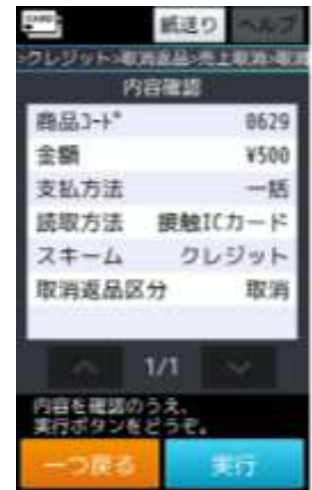 紙送り ヘルプ
>クレジット>取消返品>売上取消>取消
内容確認
商品コード 0629
金額 ¥500
支払方法 一括
読取方法 接触ICカード
スキーム クレジット
取消返品区分 取消
1/1
内容を確認のうえ、
実行ボタンをどうぞ。
一つ戻る 実行